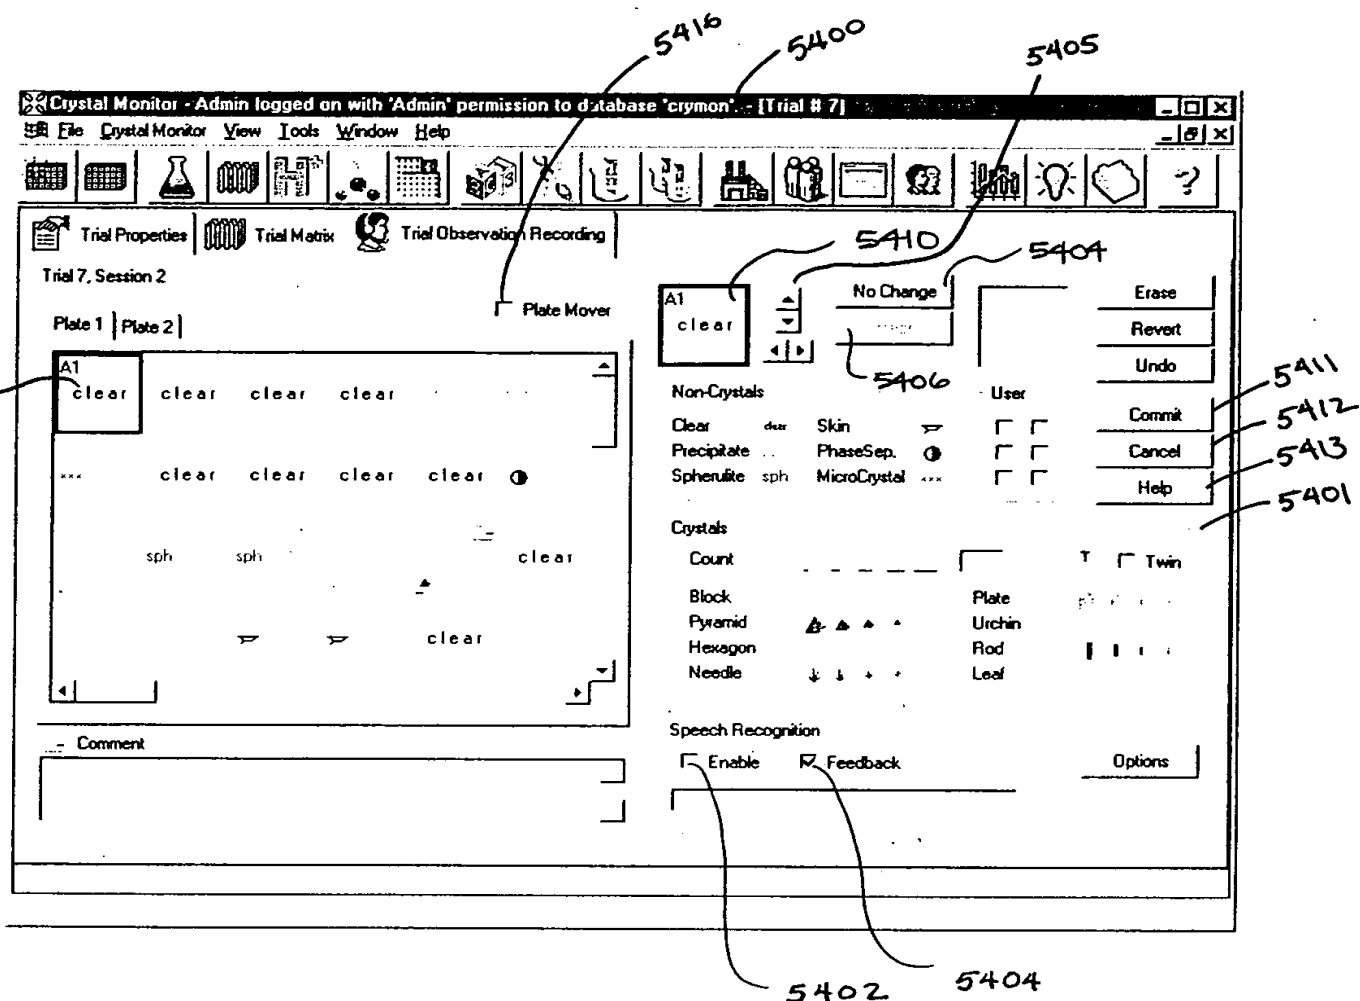 5416
5400
5405
Crystal Monitor - Admin logged on with 'Admin' permission to database 'crymon'. - [Trial # 7]
File Crystal Monitor View Tools Window Help
Trial Properties Trial Matrix Trial Observation Recording
5410
5404
Trial 7, Session 2
Plate Mover
A1
clear
No Change
Erase
Plate 1 Plate 2
Revert
Undo
5406
5411
A1
clear clear clear clear
Non-Crystals User
5412
Commit
Clear Skin
Precipitate .. PhaseSep.
Cancel
5413
xxx clear clear clear clear
Spherulite sph MicroCrystal xxx
Help
5401
Crystals
sph sph clear
Count T Twin
Block Plate
Pyramid Urchin
clear
Hexagon Rod
Needle Leaf
Speech Recognition
Comment
Enable Feedback Options
5402
5404